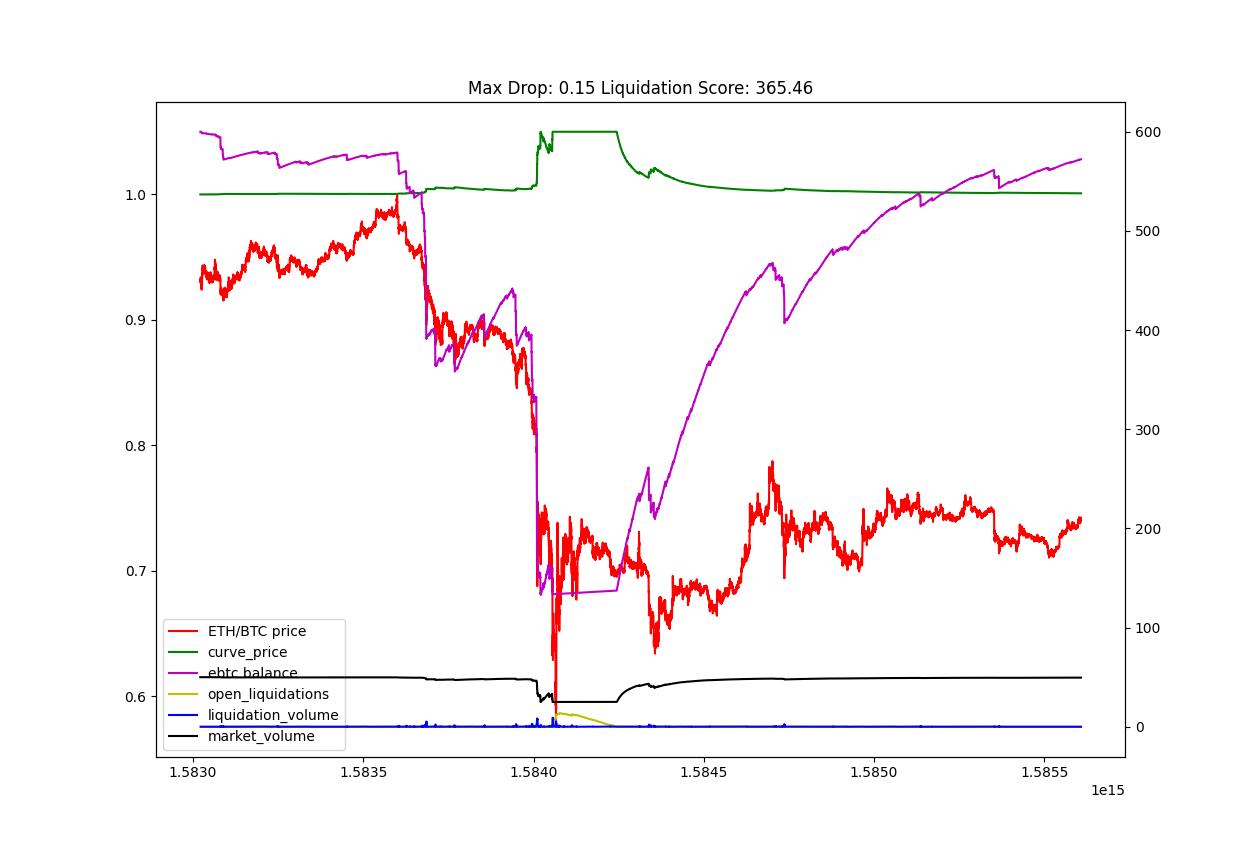 Max Drop: 0.15 Liquidation Score: 365.46
1.0
0.9
0.8
0.7
0.6
600
500
400
300
200
100
0
ETH/BTC price
curve_price
ebtc balance
open_liquidations
liquidation_volume
market_volume
1.5830 1.5835 1.5840 1.5845 1.5850 1.5855
1e15